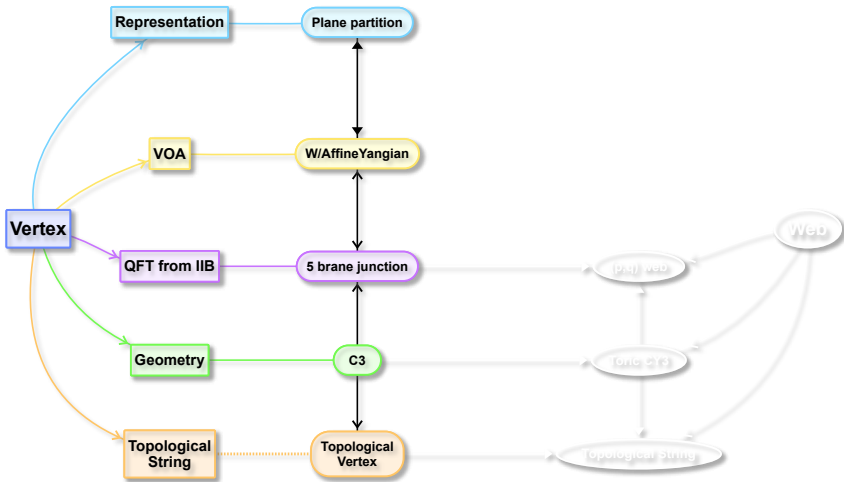 Representation
Plane partition
VOA
W/AffineYangian
Vertex
Web
QFT from IIB
5 brane junction
(p,q) web
Geometry
C3
Toric CY3
Topological
String
Topological
Vertex
Topological String